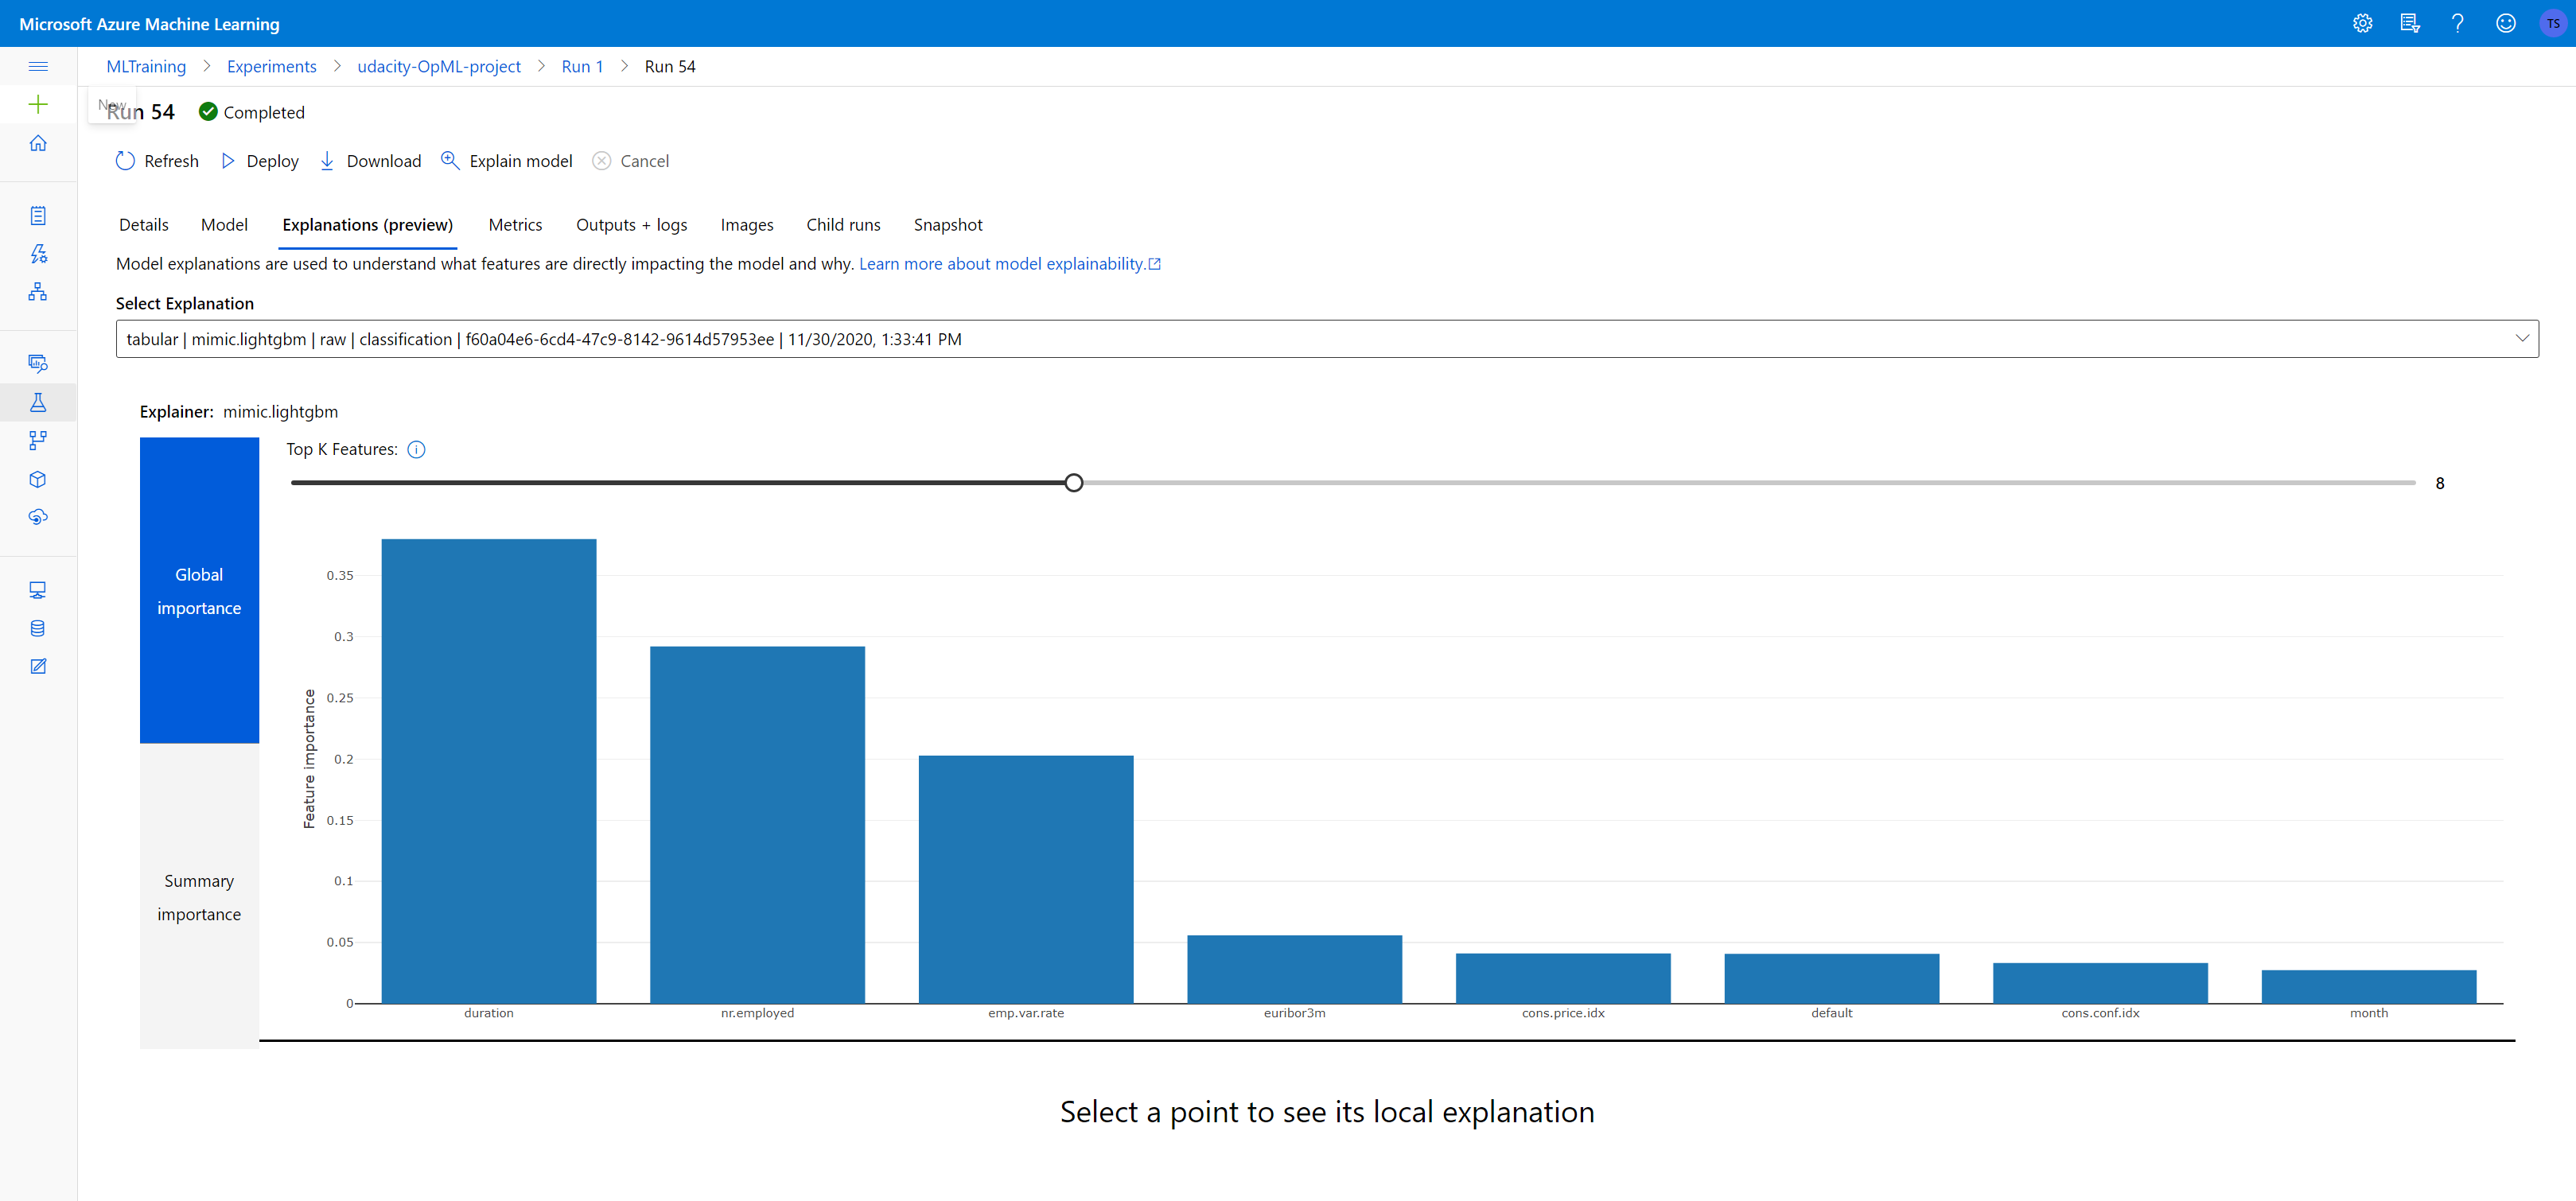 Microsoft Azure Machine Learning
TS
MLTraining > Experiments > udacity-OpML-project > Run 1 > Run 54
New
Run 54 Completed
Refresh Deploy Download Explain model Cancel
Details Model Explanations (preview) Metrics Outputs + logs Images Child runs Snapshot
Model explanations are used to understand what features are directly impacting the model and why. Learn more about model explainability.
Select Explanation
tabular | mimic.lightgbm | raw | classification | f60a04e6-6cd4-47c9-8142-9614d57953ee | 11/30/2020, 1:33:41 PM
Explainer: mimic.lightgbm
Global
importance
Summary
importance
Top K Features:
8
Feature importance
0.35
0.3
0.25
0.2
0.15
0.1
0.05
0
duration nr.employed emp.var.rate euribor3m cons.price.idx default cons.conf.idx month
Select a point to see its local explanation